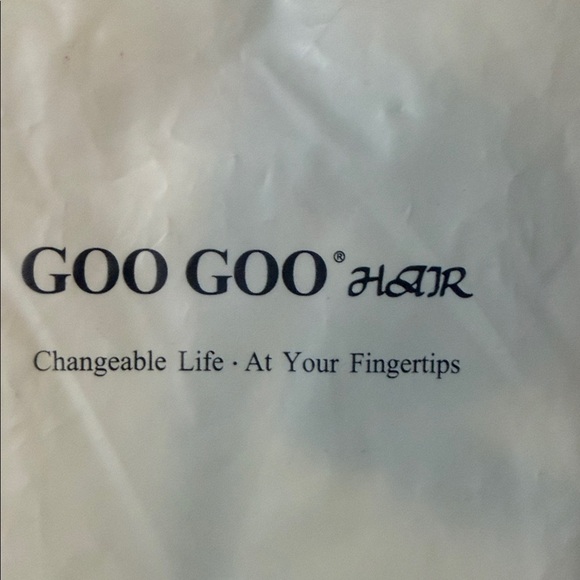 GOO GOO® HAIR
Changeable Life · At Your Fingertips